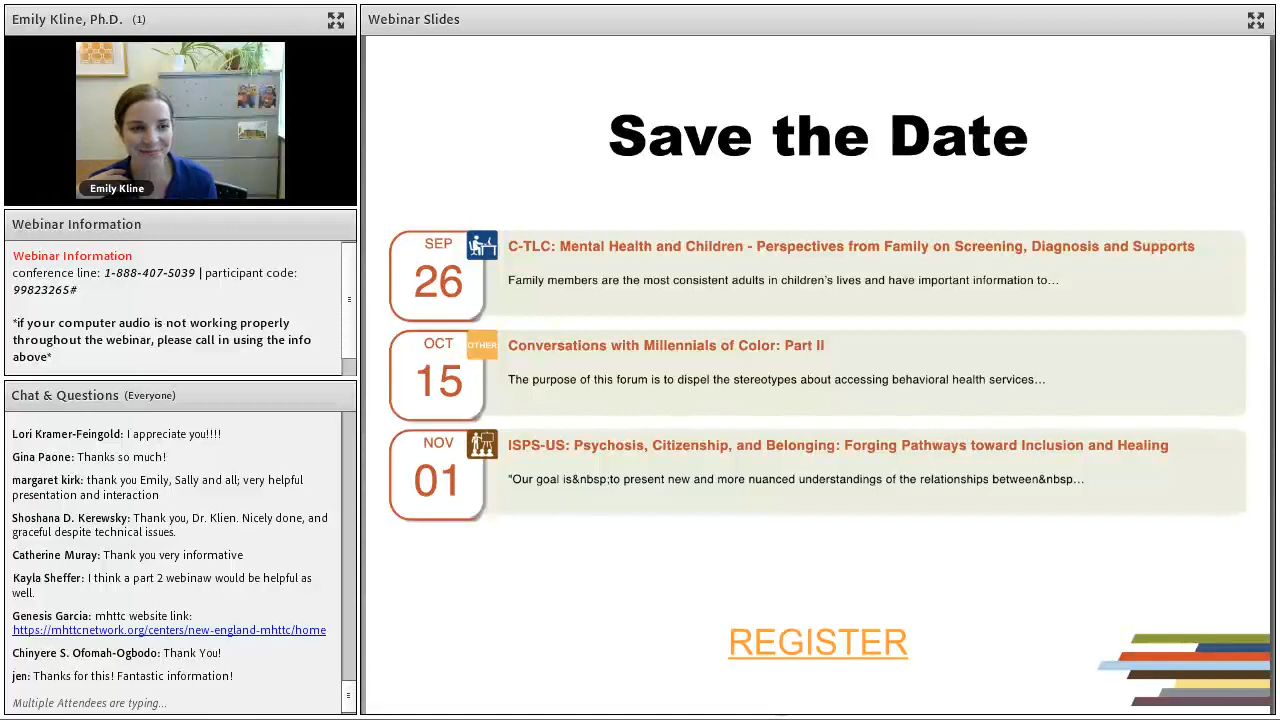 Emily Kline, Ph.D. (1)
Emily Kline
Webinar Information
Webinar Information
conference line: 1-888-407-5039 | participant code:
99823265#
*if your computer audio is not working properly
throughout the webinar, please call in using the info
above*
Chat & Questions (Everyone)
Lori Kramer-Feingold: I appreciate you!!!!
Gina Paone: Thanks so much!
margaret kirk: thank you Emily, Sally and all; very helpful
presentation and interaction
Shoshana D. Kerewsky: Thank you, Dr. Klien. Nicely done, and
graceful despite technical issues.
Catherine Muray: Thank you very informative
Kayla Sheffer: I think a part 2 webinaw would be helpful as
well.
Genesis Garcia: mhttc website link:
https://mhttcnetwork.org/centers/new-england-mhttc/home
Chinyere S. Ofomah-Ogbodo: Thank You!
jen: Thanks for this! Fantastic information!
Multiple Attendees are typing...
Webinar Slides
Save the Date
SEP
26
C-TLC: Mental Health and Children - Perspectives from Family on Screening, Diagnosis and Supports
Family members are the most consistent adults in children's lives and have important information to…
OCT
15
OTHER
Conversations with Millennials of Color: Part II
The purpose of this forum is to dispel the stereotypes about accessing behavioral health services…
NOV
01
ISPS-US: Psychosis, Citizenship, and Belonging: Forging Pathways toward Inclusion and Healing
"Our goal is&nbsp;to present new and more nuanced understandings of the relationships between&nbsp…
REGISTER